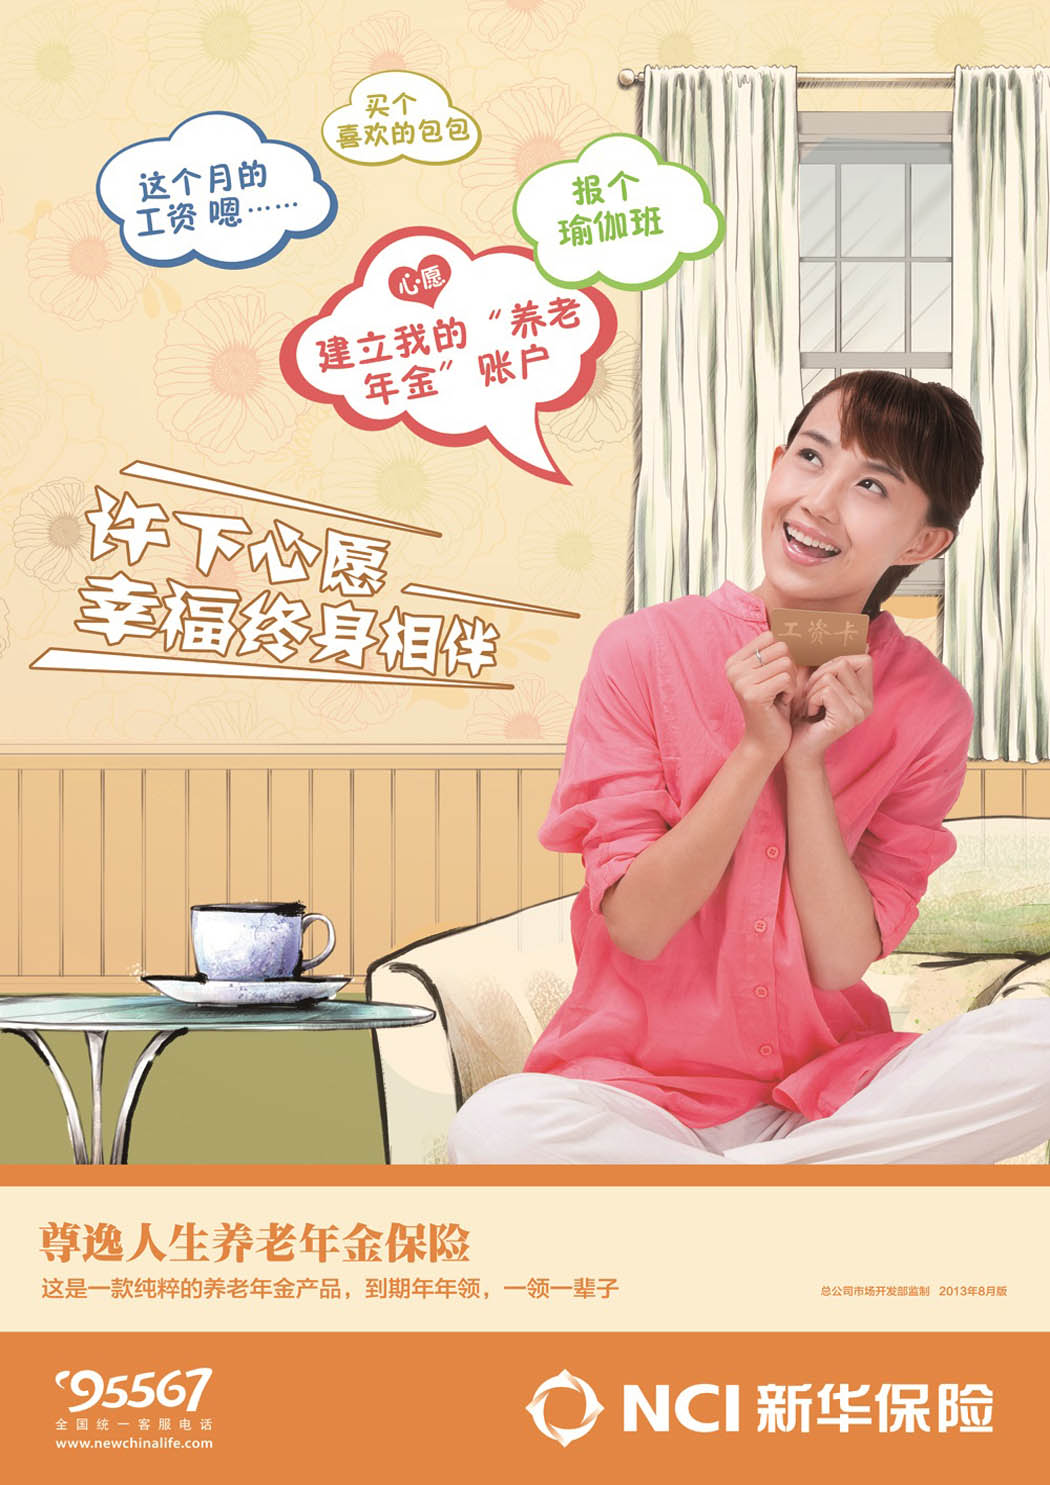 买个
喜欢的包包
这个月的
工资 嗯……
报个
瑜伽班
心愿
建立我的“养老
年金”账户
许下心愿
幸福终身相伴
工资卡
尊逸人生养老年金保险
这是一款纯粹的养老年金产品，到期年年领，一领一辈子
总公司市场开发部监制 2013年8月版
95567
全国统一客服电话
www.newchinalife.com
NCI 新华保险